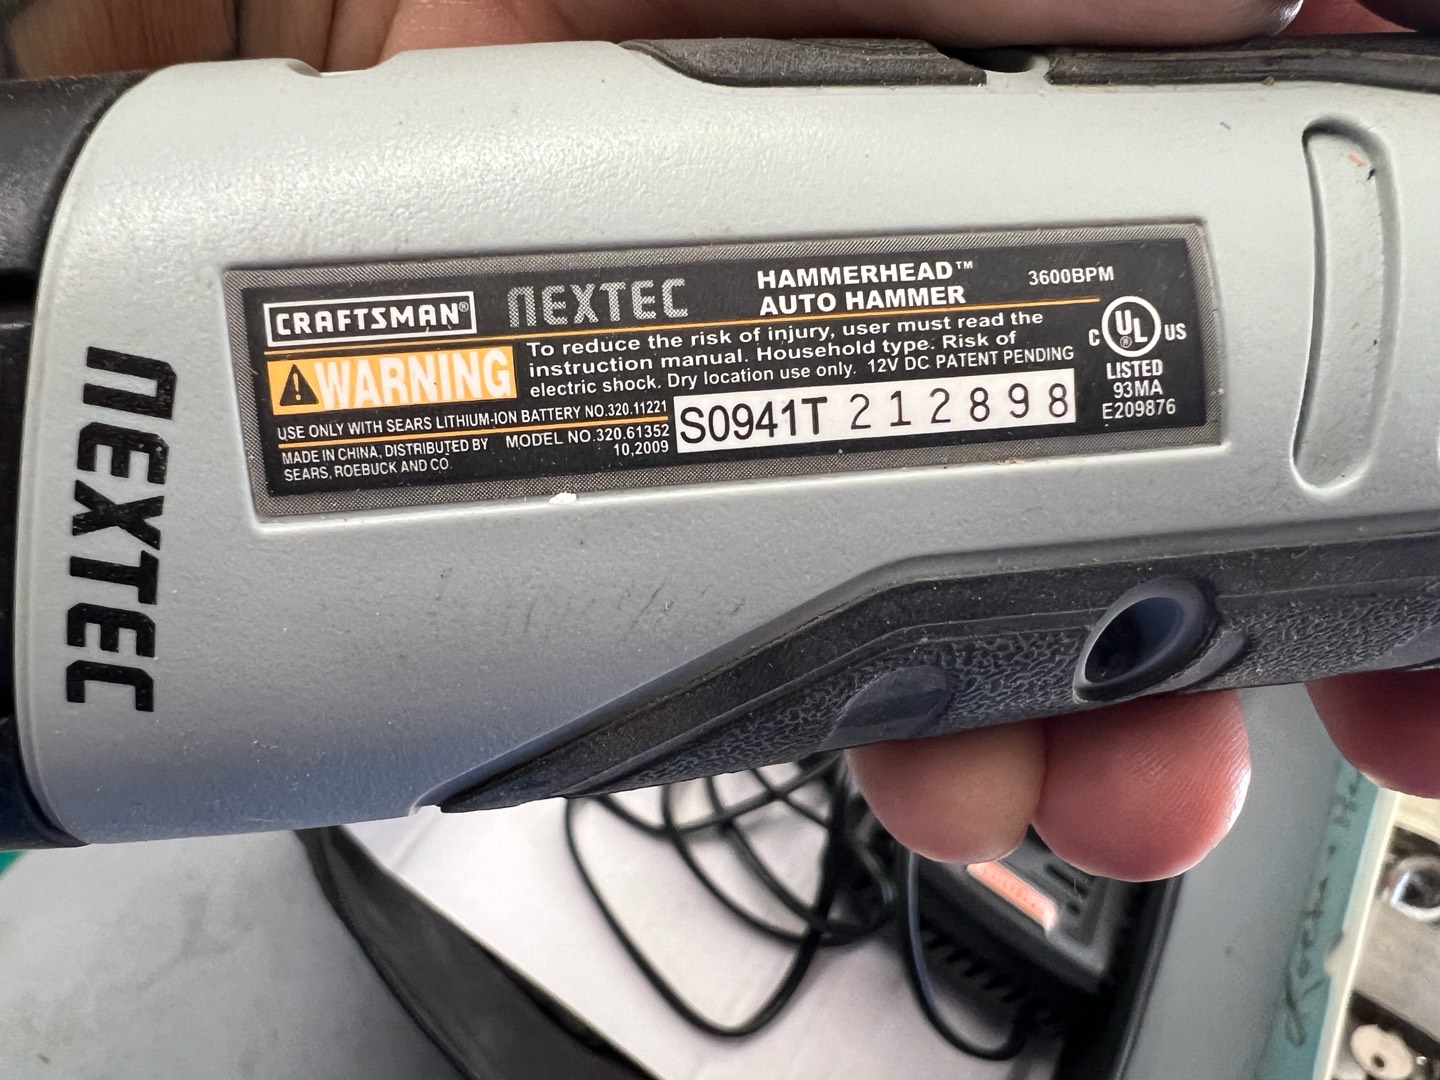 CRAFTSMAN® NEXTEC HAMMERHEAD™ AUTO HAMMER 3600BPM
WARNING
To reduce the risk of injury, user must read the
instruction manual. Household type. Risk of
electric shock. Dry location use only. 12V DC PATENT PENDING
USE ONLY WITH SEARS LITHIUM-ION BATTERY NO.320.11221
MADE IN CHINA, DISTRIBUTED BY
SEARS, ROEBUCK AND CO.
MODEL NO.320.61352
10,2009
S0941T 212898
C UL® US
LISTED
93MA
E209876
NEXTEC